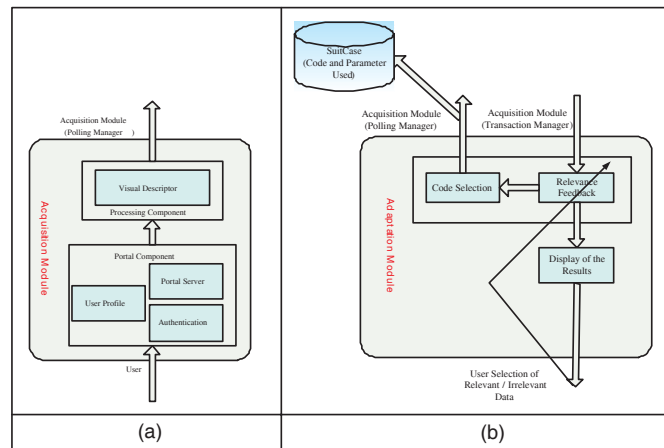 Acquisition Module
(Polling Manager )
Visual Descriptor
Processing Component
Portal Component
Portal Server
User Profile
Authentication
User
Acquisition Module
(a)
SuitCase
(Code and Parameter
Used)
Acquisition Module
(Polling Manager)
Acquisition Module
(Transaction Manager)
Code Selection
Relevance
Feedback
Display of the
Results
Adaptation Module
User Selection of
Relevant / Irrelevant
Data
(b)